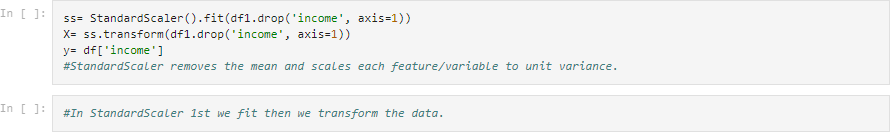 In [ ]: ss= StandardScaler().fit(df1.drop('income', axis=1))
X= ss.transform(df1.drop('income', axis=1))
y= df['income']
#StandardScaler removes the mean and scales each feature/variable to unit variance.
In [ ]: #In StandardScaler 1st we fit then we transform the data.